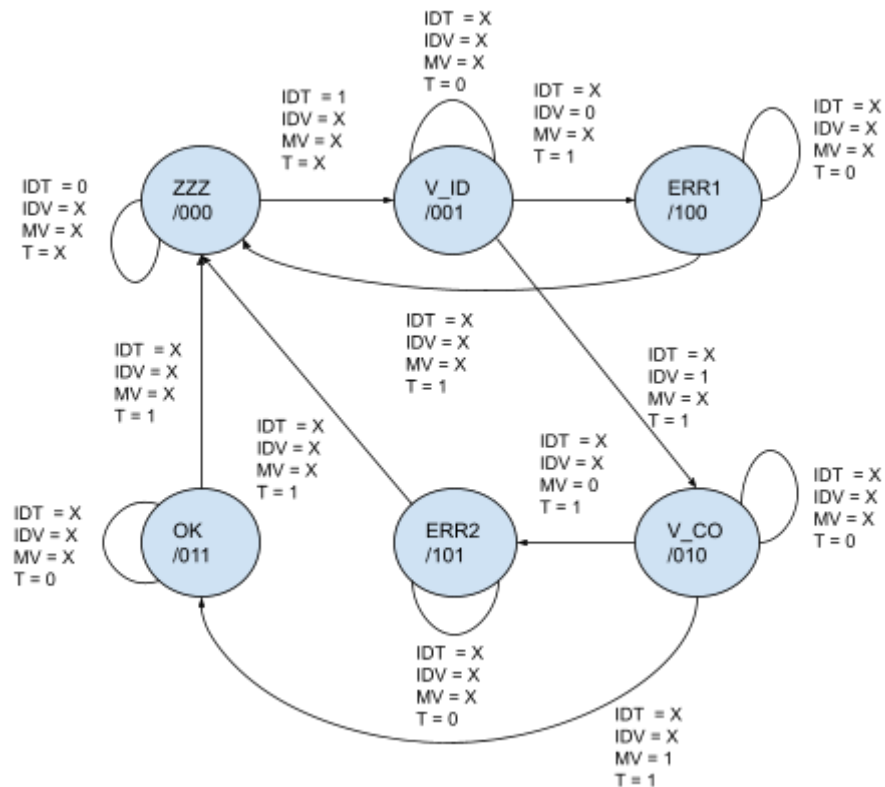 IDT = X
IDV = X
MV = X
T = 0
IDT = 1
IDV = X
MV = X
T = X
IDT = X
IDV = 0
MV = X
T = 1
IDT = X
IDV = X
MV = X
T = 0
IDT = 0
IDV = X
MV = X
T = X
ZZZ
/000
V_ID
/001
ERR1
/100
IDT = X
IDV = X
MV = X
T = 1
IDT = X
IDV = X
MV = X
T = 1
IDT = X
IDV = 1
MV = X
T = 1
IDT = X
IDV = X
MV = X
T = 1
IDT = X
IDV = X
MV = 0
T = 1
IDT = X
IDV = X
MV = X
T = 0
IDT = X
IDV = X
MV = X
T = 0
OK
/011
ERR2
/101
V_CO
/010
IDT = X
IDV = X
MV = X
T = 0
IDT = X
IDV = X
MV = 1
T = 1